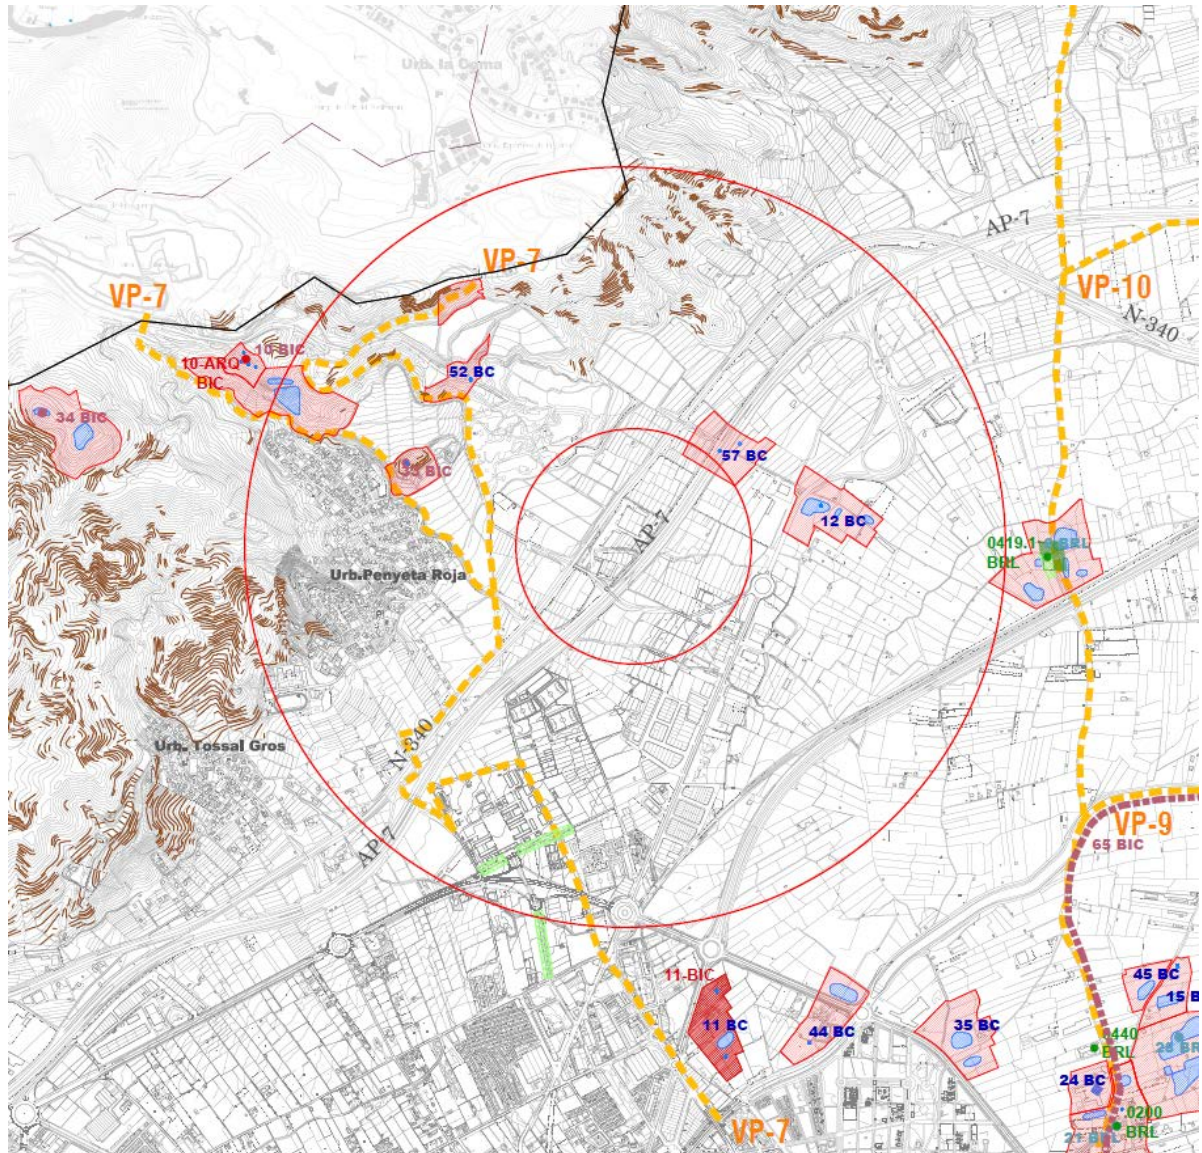 Urb. la Coma
AP-7
VP-7
VP-10
VP-7
N-340
10 BIC
10-ARQ
BIC
52 BC
34 BIC
57 BC
12 BC
AP-7
0419.1-
BRL
BRL
Urb.Penyeta Roja
Urb. Tossal Gros
N-340
AP-7
VP-9
65 BIC
11-BIC
45 BC
15 B
11 BC
44 BC
35 BC
BRL
24 BC
0200
BRL
VP-7